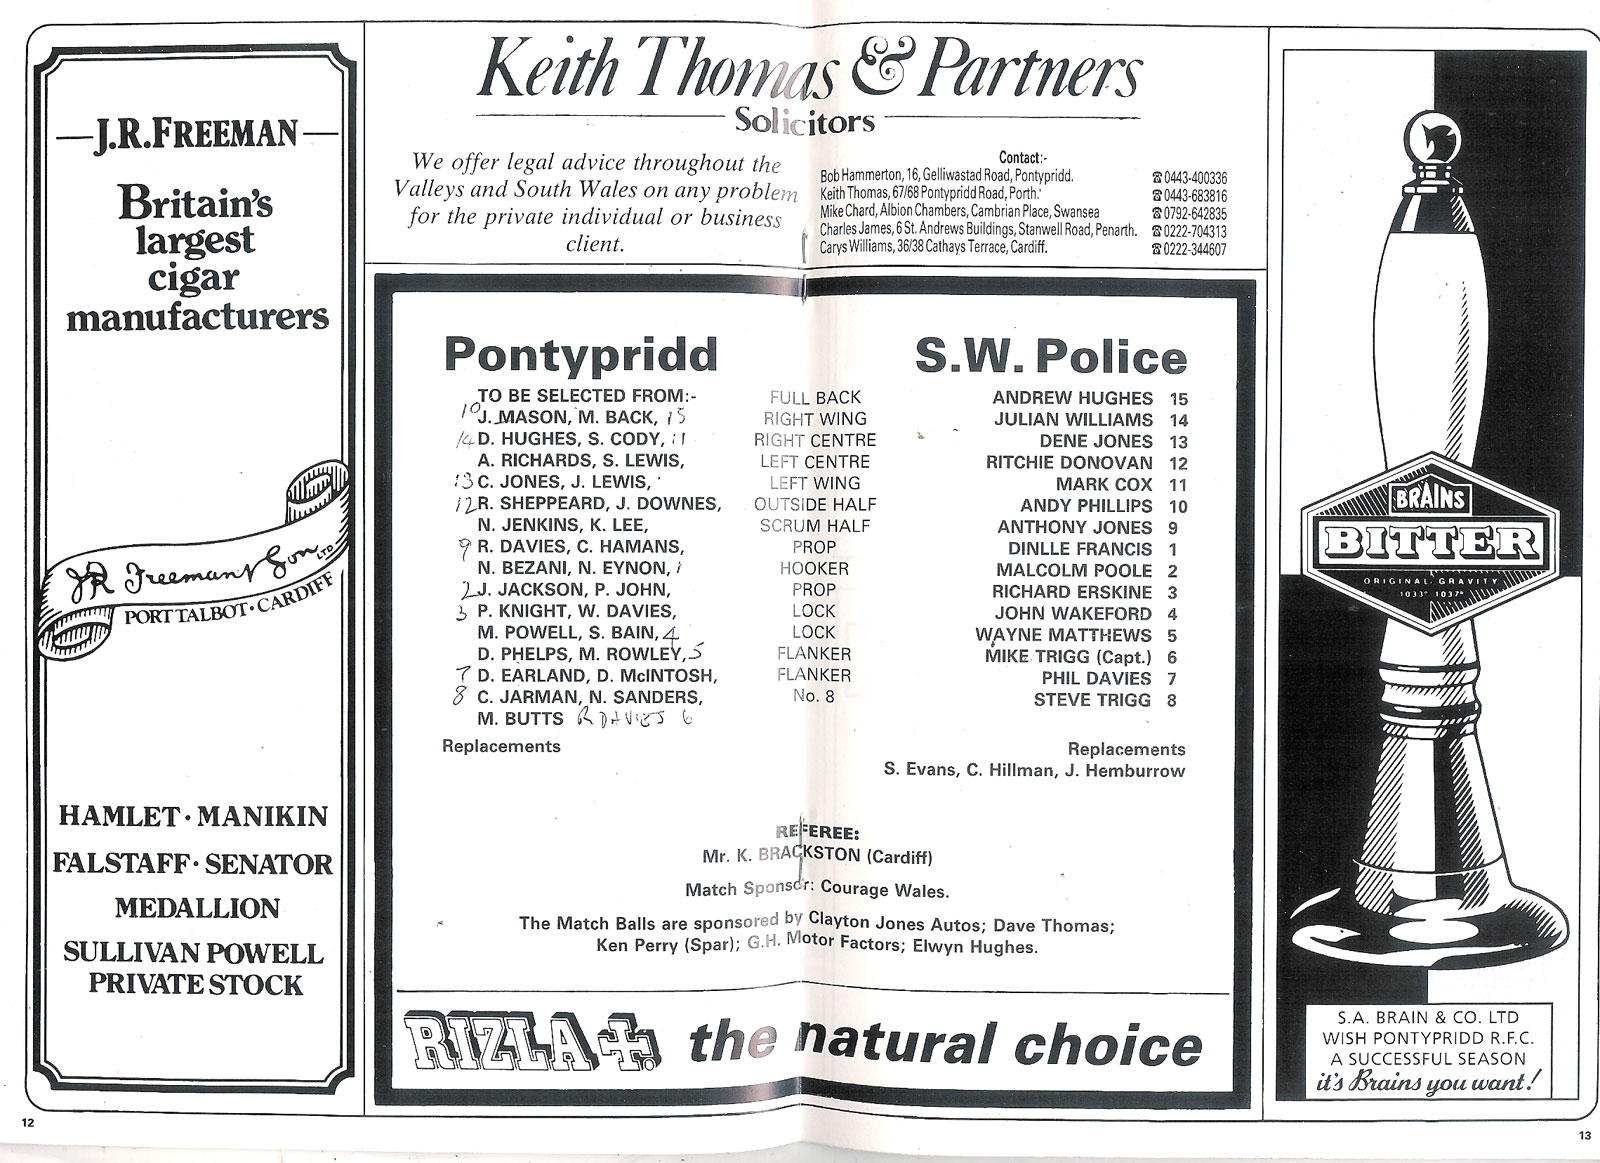 J.R.FREEMAN
Britain's
largest
cigar
manufacturers
JR Freeman & Son LTD
PORT TALBOT · CARDIFF
HAMLET · MANIKIN
FALSTAFF · SENATOR
MEDALLION
SULLIVAN POWELL
PRIVATE STOCK
12
Keith Thomas & Partners
Solicitors
We offer legal advice throughout the
Valleys and South Wales on any problem
for the private individual or business
client.
Contact:-
Bob Hammerton, 16, Gelliwastad Road, Pontypridd. ☎ 0443-400336
Keith Thomas, 67/68 Pontypridd Road, Porth. ☎ 0443-683816
Mike Chard, Albion Chambers, Cambrian Place, Swansea ☎ 0792-642835
Charles James, 6 St. Andrews Buildings, Stanwell Road, Penarth. ☎ 0222-704313
Carys Williams, 36/38 Cathays Terrace, Cardiff. ☎ 0222-344607
Pontypridd
TO BE SELECTED FROM:-
10 J. MASON, M. BACK, 15
14 D. HUGHES, S. CODY, 11
A. RICHARDS, S. LEWIS,
13 C. JONES, J. LEWIS,
12 R. SHEPPEARD, J. DOWNES,
N. JENKINS, K. LEE,
9 R. DAVIES, C. HAMANS,
N. BEZANI, N. EYNON, 1
2 J. JACKSON, P. JOHN,
3 P. KNIGHT, W. DAVIES,
M. POWELL, S. BAIN, 4
D. PHELPS, M. ROWLEY, 5
7 D. EARLAND, D. McINTOSH,
8 C. JARMAN, N. SANDERS,
M. BUTTS R DAVIES 6
Replacements
FULL BACK
RIGHT WING
RIGHT CENTRE
LEFT CENTRE
LEFT WING
OUTSIDE HALF
SCRUM HALF
PROP
HOOKER
PROP
LOCK
LOCK
FLANKER
FLANKER
No. 8
S.W. Police
ANDREW HUGHES 15
JULIAN WILLIAMS 14
DENE JONES 13
RITCHIE DONOVAN 12
MARK COX 11
ANDY PHILLIPS 10
ANTHONY JONES 9
DINLLE FRANCIS 1
MALCOLM POOLE 2
RICHARD ERSKINE 3
JOHN WAKEFORD 4
WAYNE MATTHEWS 5
MIKE TRIGG (Capt.) 6
PHIL DAVIES 7
STEVE TRIGG 8
Replacements
S. Evans, C. Hillman, J. Hemburrow
REFEREE:
Mr. K. BRACKSTON (Cardiff)
Match Sponsor: Courage Wales.
The Match Balls are sponsored by Clayton Jones Autos; Dave Thomas;
Ken Perry (Spar); G.H. Motor Factors; Elwyn Hughes.
RIZLA+. the natural choice
BRAINS
BITTER
ORIGINAL GRAVITY
1033° 1037°
S.A. BRAIN & CO. LTD
WISH PONTYPRIDD R.F.C.
A SUCCESSFUL SEASON
it's Brains you want!
13